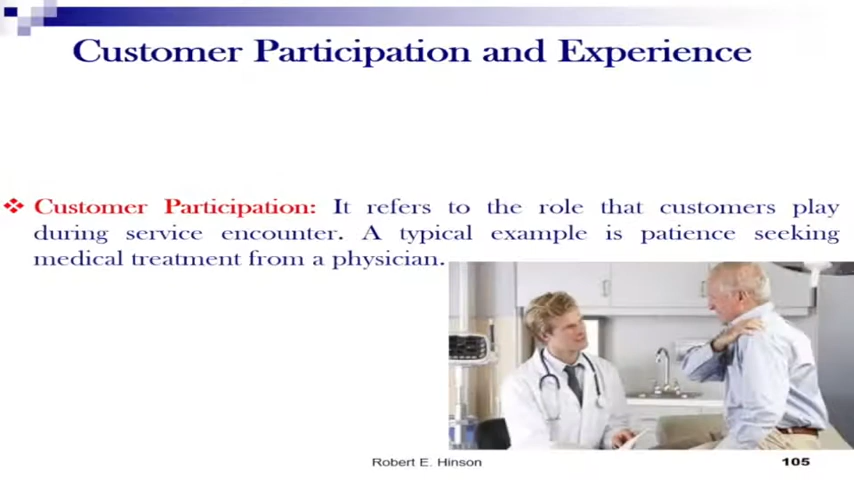 Customer Participation and Experience
Customer Participation: It refers to the role that customers play
during service encounter. A typical example is patience seeking
medical treatment from a physician.
Robert E. Hinson
105